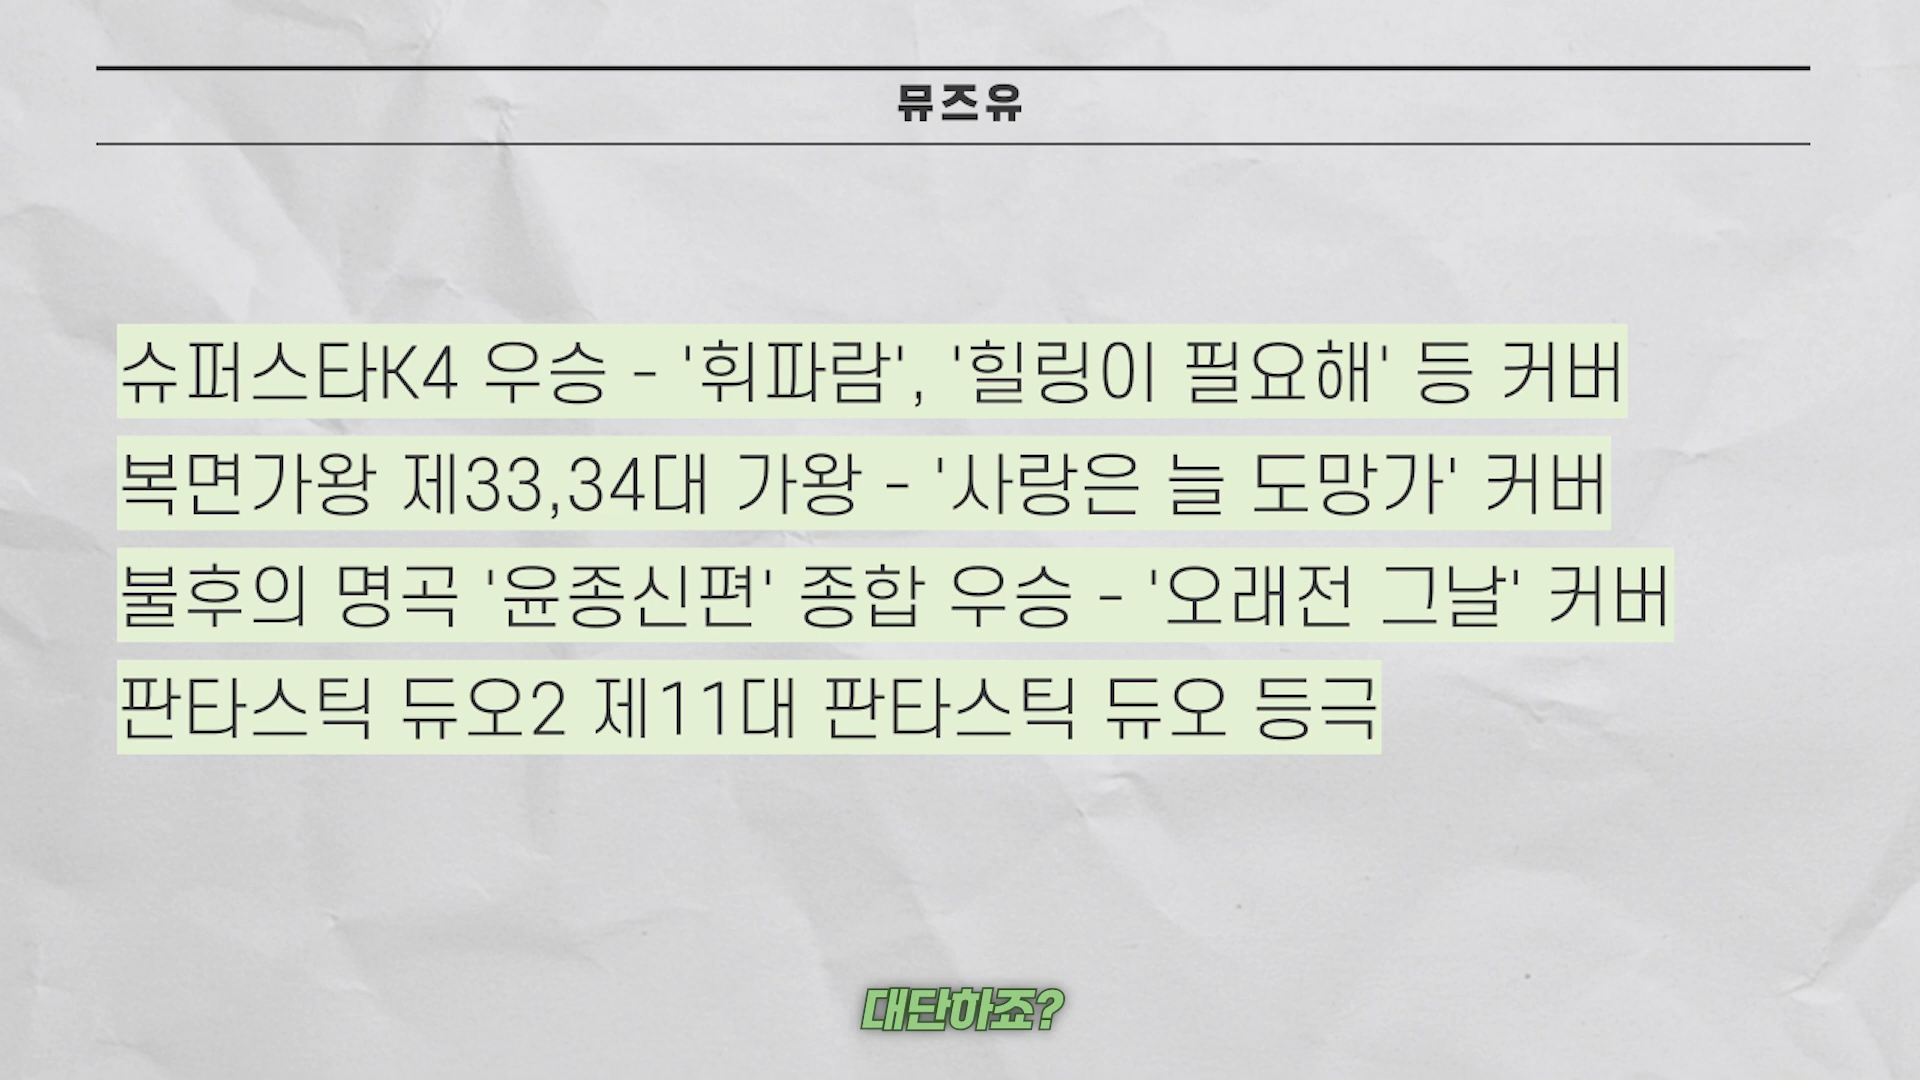 뮤즈유
슈퍼스타K4 우승 - '휘파람', '힐링이 필요해' 등 커버
복면가왕 제33,34대 가왕 - '사랑은 늘 도망가' 커버
불후의 명곡 '윤종신편' 종합 우승 - '오래전 그날' 커버
판타스틱 듀오2 제11대 판타스틱 듀오 등극
대단하죠?